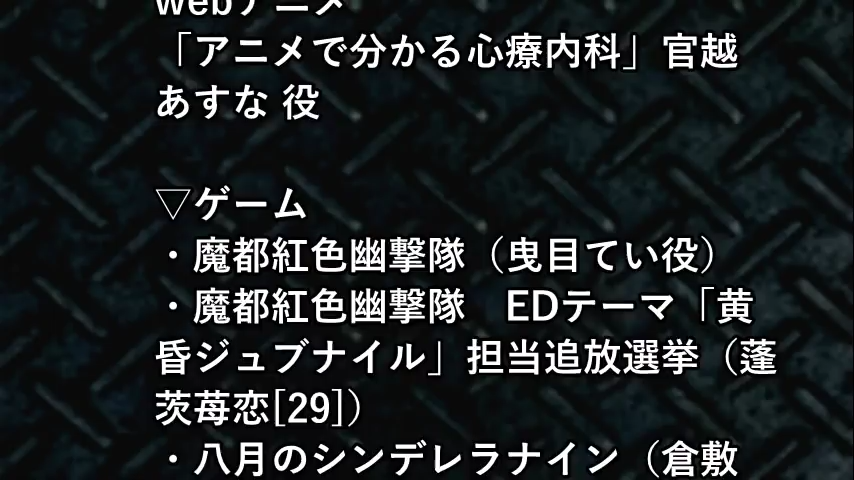 webアニメ
「アニメで分かる心療内科」官越
あすな 役
▽ゲーム
・魔都紅色幽撃隊（曳目てい役）
・魔都紅色幽撃隊　EDテーマ「黄
昏ジュブナイル」担当追放選挙（蓬
茨苺恋[29]）
・八月のシンデレラナイン（倉敷